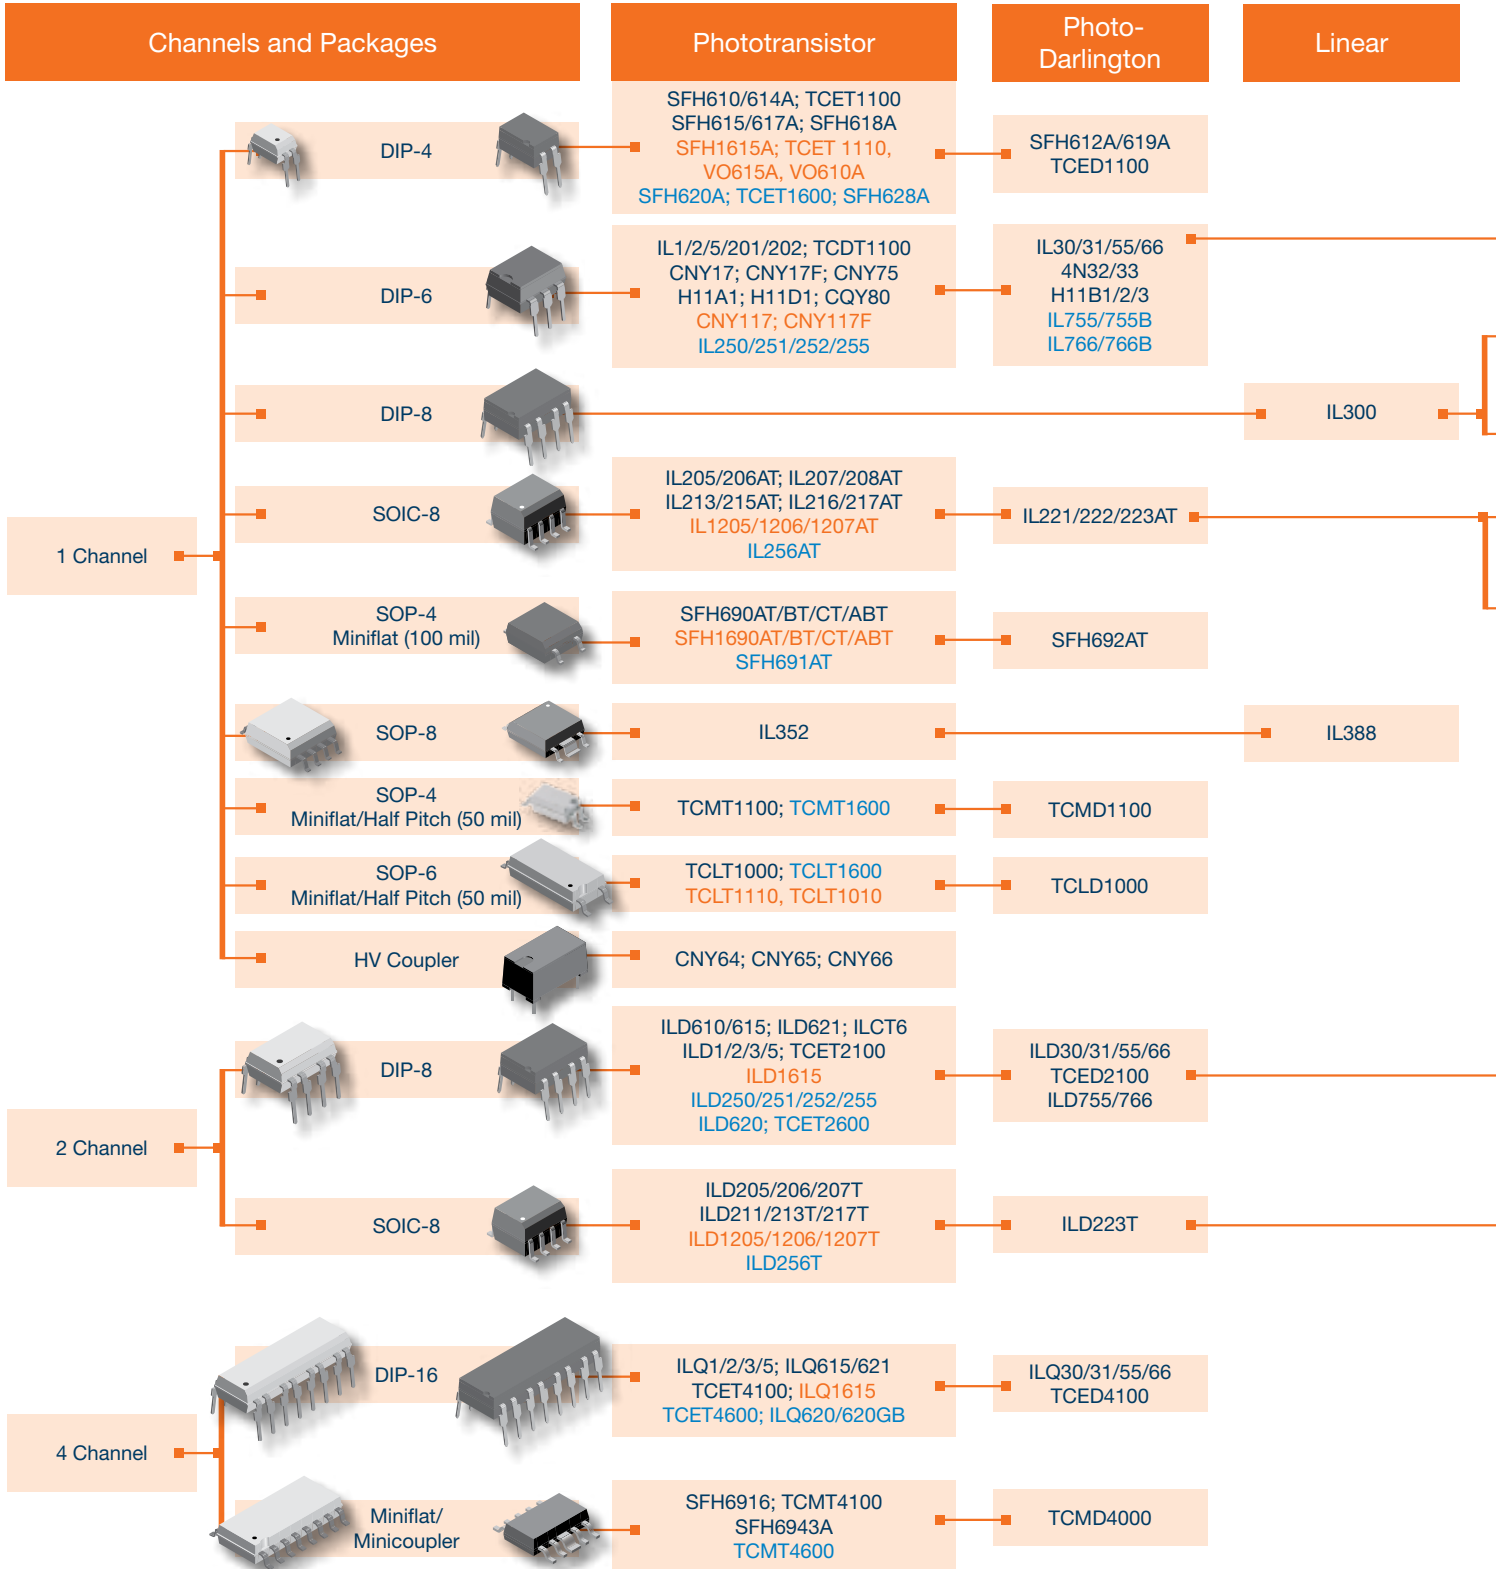 Channels and Packages
Phototransistor
Photo-
Darlington
Linear
1 Channel
DIP-4
SFH610/614A; TCET1100
SFH615/617A; SFH618A
SFH1615A; TCET 1110,
VO615A, VO610A
SFH620A; TCET1600; SFH628A
SFH612A/619A
TCED1100
DIP-6
IL1/2/5/201/202; TCDT1100
CNY17; CNY17F; CNY75
H11A1; H11D1; CQY80
CNY117; CNY117F
IL250/251/252/255
IL30/31/55/66
4N32/33
H11B1/2/3
IL755/755B
IL766/766B
DIP-8
IL300
SOIC-8
IL205/206AT; IL207/208AT
IL213/215AT; IL216/217AT
IL1205/1206/1207AT
IL256AT
IL221/222/223AT
SOP-4
Miniflat (100 mil)
SFH690AT/BT/CT/ABT
SFH1690AT/BT/CT/ABT
SFH691AT
SFH692AT
SOP-8
IL352
IL388
SOP-4
Miniflat/Half Pitch (50 mil)
TCMT1100; TCMT1600
TCMD1100
SOP-6
Miniflat/Half Pitch (50 mil)
TCLT1000; TCLT1600
TCLT1110, TCLT1010
TCLD1000
HV Coupler
CNY64; CNY65; CNY66
2 Channel
DIP-8
ILD610/615; ILD621; ILCT6
ILD1/2/3/5; TCET2100
ILD1615
ILD250/251/252/255
ILD620; TCET2600
ILD30/31/55/66
TCED2100
ILD755/766
SOIC-8
ILD205/206/207T
ILD211/213T/217T
ILD1205/1206/1207T
ILD256T
ILD223T
4 Channel
DIP-16
ILQ1/2/3/5; ILQ615/621
TCET4100; ILQ1615
TCET4600; ILQ620/620GB
ILQ30/31/55/66
TCED4100
Miniflat/
Minicoupler
SFH6916; TCMT4100
SFH6943A
TCMT4600
TCMD4000